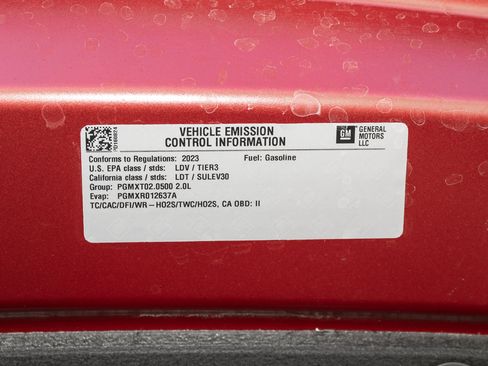 VEHICLE EMISSION
CONTROL INFORMATION
GM
GENERAL
MOTORS
LLC
Conforms to Regulations: 2023 Fuel: Gasoline
U.S. EPA class / stds: LDV / TIER3
California class / stds: LDT / SULEV30
Group: PGMXT02.0500 2.0L
Evap: PGMXR012637A
TC/CAC/DFI/WR-HO2S/TWC/HO2S, CA OBD: II